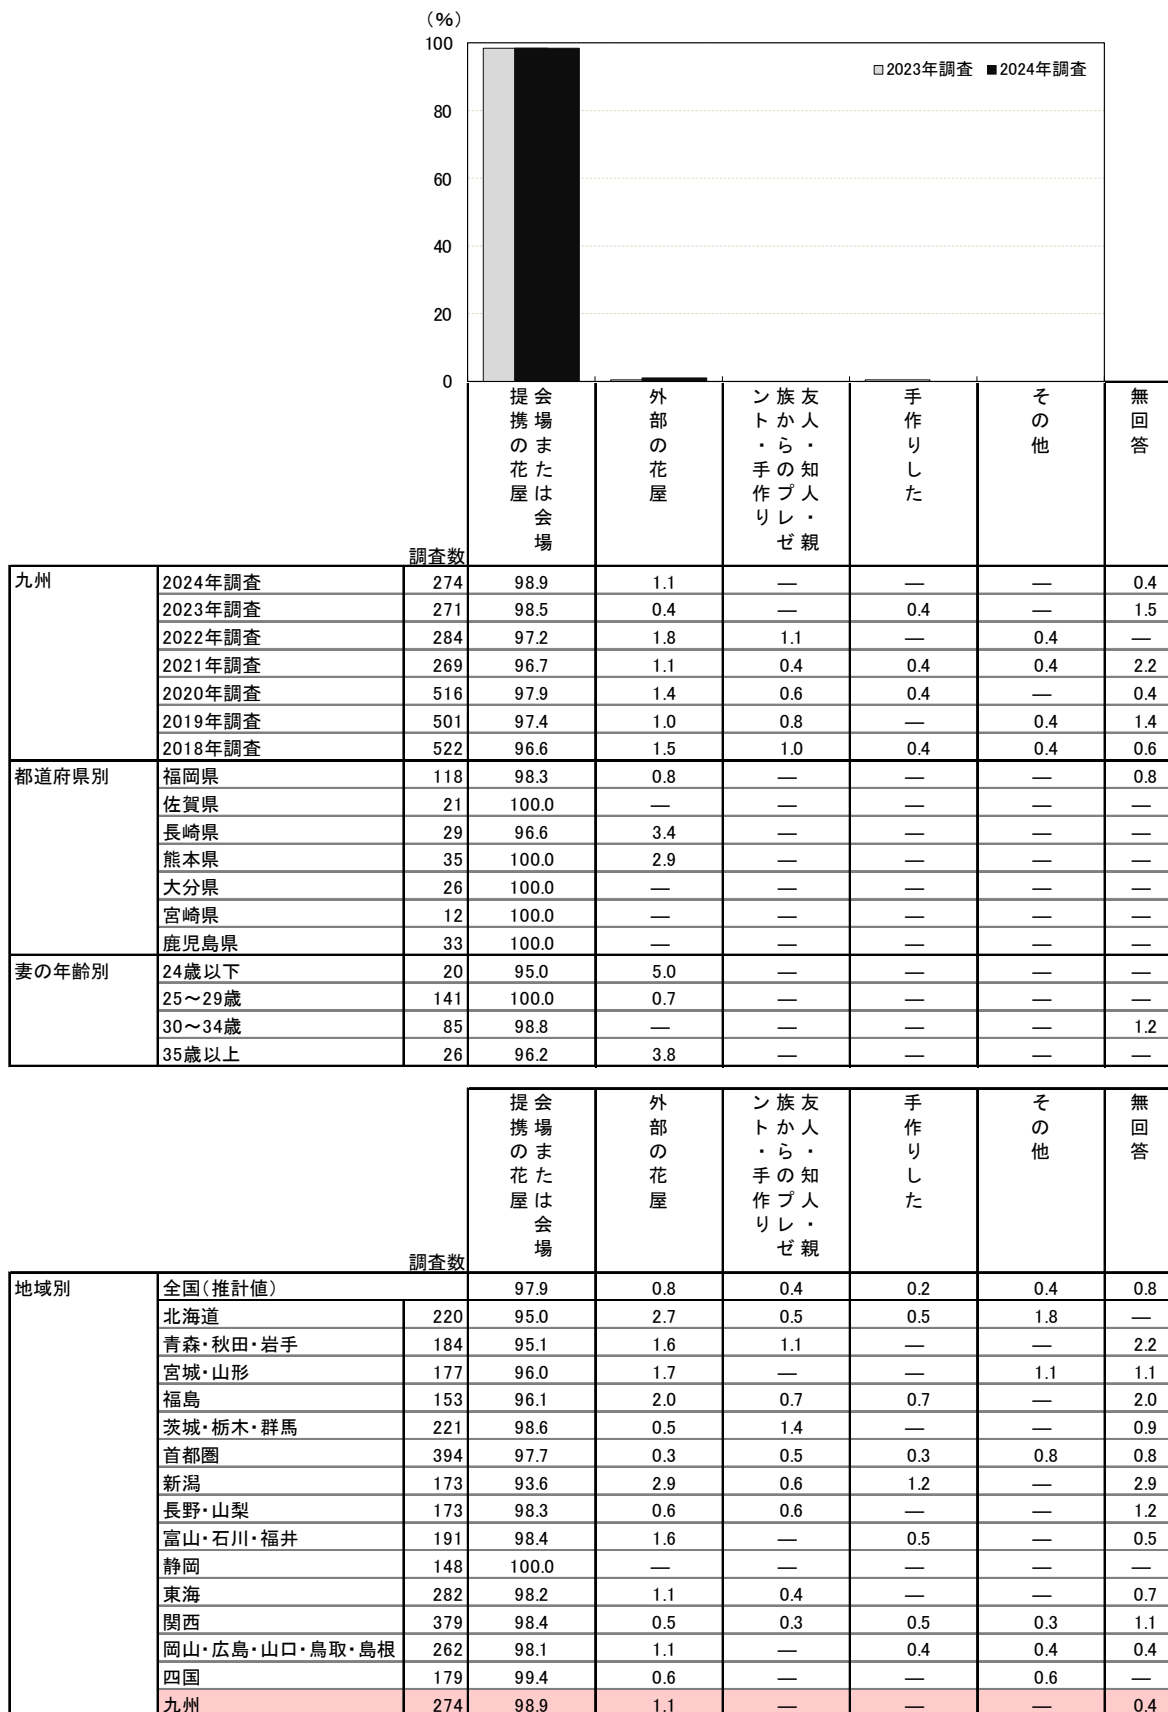 （％）
100
80
60
40
20
0
□2023年調査 ■2024年調査
会場または会場提携の花屋
外部の花屋
友人・知人・親族からのプレゼント・手作り
手作りした
その他
無回答
調査数
九州 2024年調査 274 98.9 1.1 ― ― ― 0.4
2023年調査 271 98.5 0.4 ― 0.4 ― 1.5
2022年調査 284 97.2 1.8 1.1 ― 0.4 ―
2021年調査 269 96.7 1.1 0.4 0.4 0.4 2.2
2020年調査 516 97.9 1.4 0.6 0.4 ― 0.4
2019年調査 501 97.4 1.0 0.8 ― 0.4 1.4
2018年調査 522 96.6 1.5 1.0 0.4 0.4 0.6
都道府県別 福岡県 118 98.3 0.8 ― ― ― 0.8
佐賀県 21 100.0 ― ― ― ― ―
長崎県 29 96.6 3.4 ― ― ― ―
熊本県 35 100.0 2.9 ― ― ― ―
大分県 26 100.0 ― ― ― ― ―
宮崎県 12 100.0 ― ― ― ― ―
鹿児島県 33 100.0 ― ― ― ― ―
妻の年齢別 24歳以下 20 95.0 5.0 ― ― ― ―
25～29歳 141 100.0 0.7 ― ― ― ―
30～34歳 85 98.8 ― ― ― ― 1.2
35歳以上 26 96.2 3.8 ― ― ― ―
会場または会場提携の花屋
外部の花屋
友人・知人・親族からのプレゼント・手作り
手作りした
その他
無回答
調査数
地域別 全国（推計値） 97.9 0.8 0.4 0.2 0.4 0.8
北海道 220 95.0 2.7 0.5 0.5 1.8 ―
青森・秋田・岩手 184 95.1 1.6 1.1 ― ― 2.2
宮城・山形 177 96.0 1.7 ― ― 1.1 1.1
福島 153 96.1 2.0 0.7 0.7 ― 2.0
茨城・栃木・群馬 221 98.6 0.5 1.4 ― ― 0.9
首都圏 394 97.7 0.3 0.5 0.3 0.8 0.8
新潟 173 93.6 2.9 0.6 1.2 ― 2.9
長野・山梨 173 98.3 0.6 0.6 ― ― 1.2
富山・石川・福井 191 98.4 1.6 ― 0.5 ― 0.5
静岡 148 100.0 ― ― ― ― ―
東海 282 98.2 1.1 0.4 ― ― 0.7
関西 379 98.4 0.5 0.3 0.5 0.3 1.1
岡山・広島・山口・鳥取・島根 262 98.1 1.1 ― 0.4 0.4 0.4
四国 179 99.4 0.6 ― ― 0.6 ―
九州 274 98.9 1.1 ― ― ― 0.4